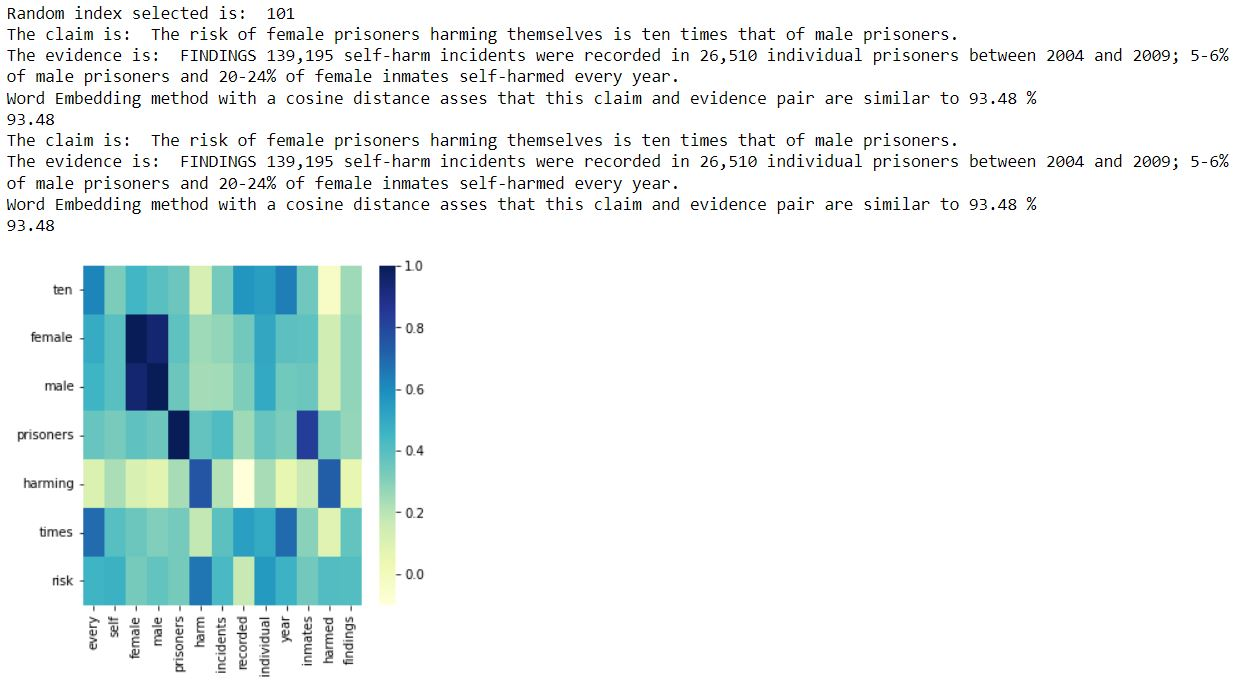 Random index selected is:  101
The claim is:  The risk of female prisoners harming themselves is ten times that of male prisoners.
The evidence is:  FINDINGS 139,195 self-harm incidents were recorded in 26,510 individual prisoners between 2004 and 2009; 5-6%
of male prisoners and 20-24% of female inmates self-harmed every year.
Word Embedding method with a cosine distance asses that this claim and evidence pair are similar to 93.48 %
93.48
The claim is:  The risk of female prisoners harming themselves is ten times that of male prisoners.
The evidence is:  FINDINGS 139,195 self-harm incidents were recorded in 26,510 individual prisoners between 2004 and 2009; 5-6%
of male prisoners and 20-24% of female inmates self-harmed every year.
Word Embedding method with a cosine distance asses that this claim and evidence pair are similar to 93.48 %
93.48
ten
female
male
prisoners
harming
times
risk
every
self
female
male
prisoners
harm
incidents
recorded
individual
year
inmates
harmed
findings
1.0
0.8
0.6
0.4
0.2
0.0